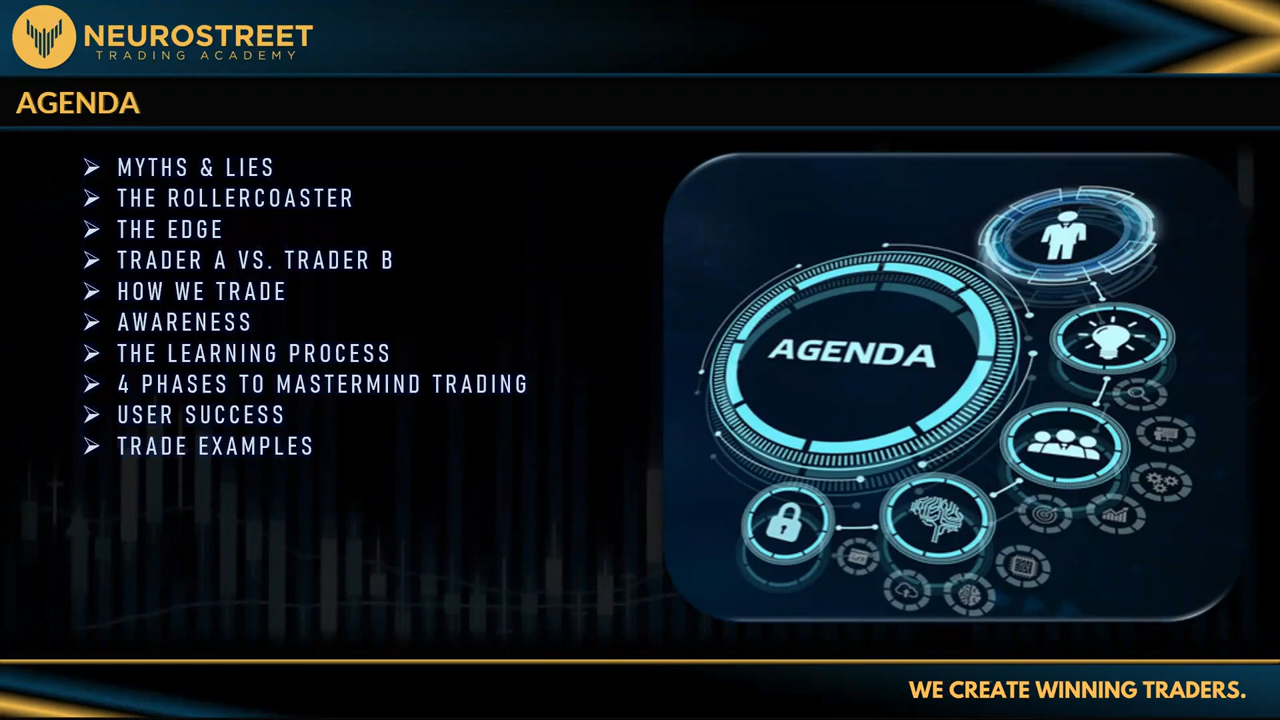 NEUROSTREET
TRADING ACADEMY
AGENDA
MYTHS & LIES
THE ROLLERCOASTER
THE EDGE
TRADER A VS. TRADER B
HOW WE TRADE
AWARENESS
THE LEARNING PROCESS
4 PHASES TO MASTERMIND TRADING
USER SUCCESS
TRADE EXAMPLES
AGENDA
WE CREATE WINNING TRADERS.